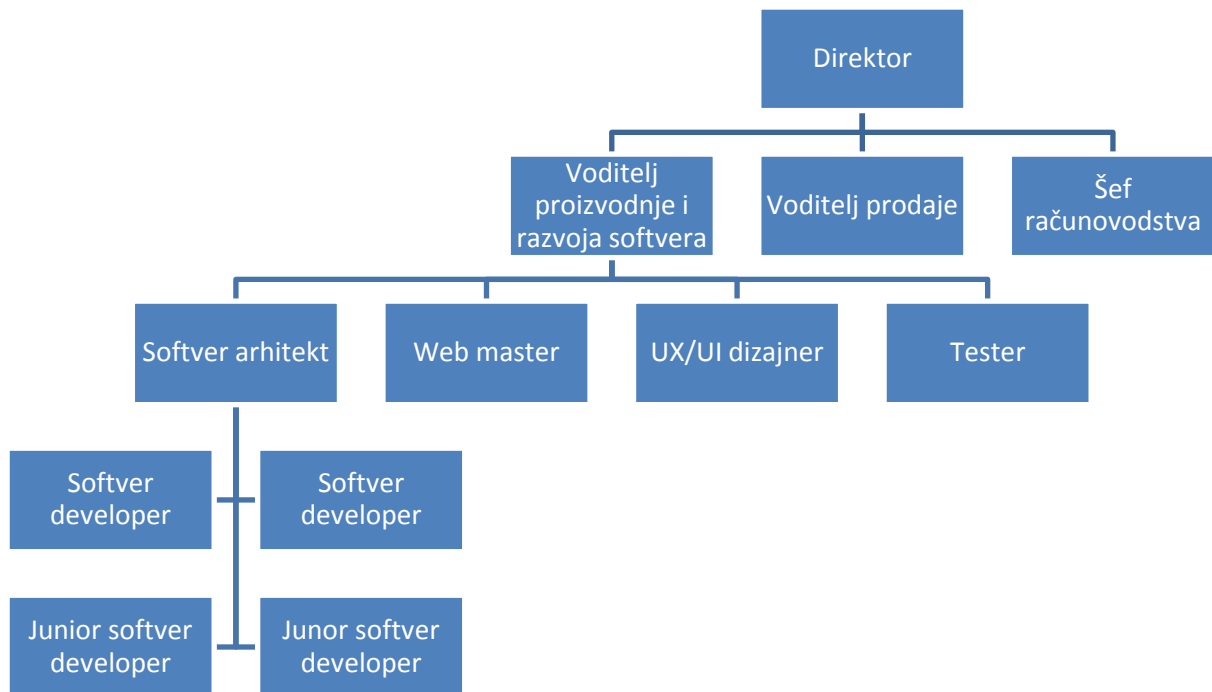 Direktor
Voditelj
proizvodnje i
razvoja softvera
Voditelj prodaje
Šef
računovodstva
Softver arhitekt
Web master
UX/UI dizajner
Tester
Softver
developer
Softver
developer
Junior softver
developer
Junor softver
developer